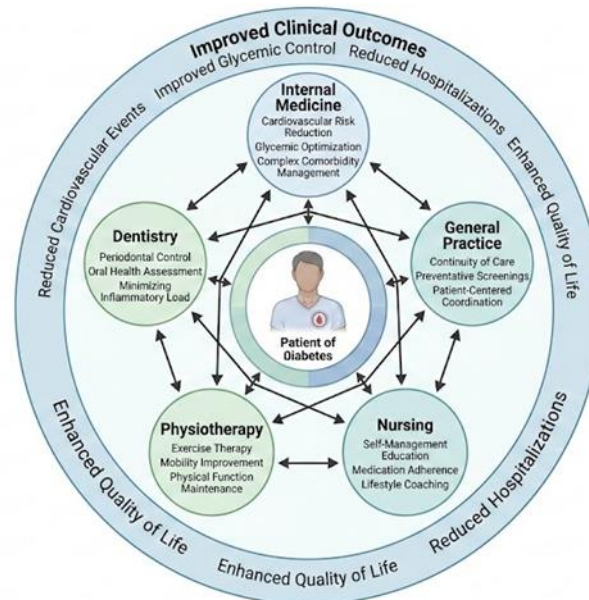 Improved Clinical Outcomes
Improved Glycemic Control
Reduced Hospitalizations
Reduced Cardiovascular Events
Enhanced Quality of Life
Internal
Medicine
Cardiovascular Risk
Reduction
Glycemic Optimization
Complex Comorbidity
Management
Dentistry
Periodontal Control
Oral Health Assessment
Minimizing
Inflammatory Load
General
Practice
Continuity of Care
Preventative Screenings
Patient-Centered
Coordination
Patient of
0iabetes
Physiotherapy
Exercise Therapy
Mobility Improvement
Physical Function
Maintenance
Nursing
Self-Management
Education
Medication Adherence
Lifestyle Coaching
Enhanced Quality of Life
Enhanced Quality of Life
Reduced Hospitalizations